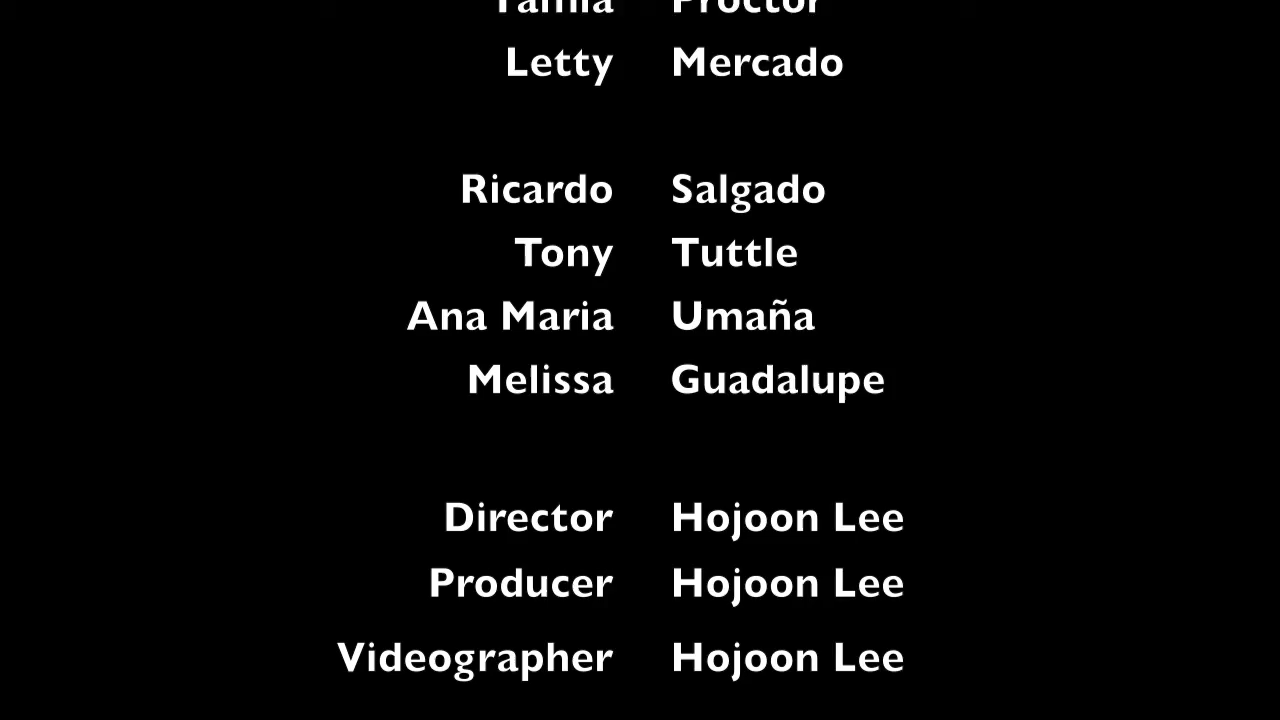 Proctor
Letty Mercado
Ricardo Salgado
Tony Tuttle
Ana Maria Umaña
Melissa Guadalupe
Director Hojoon Lee
Producer Hojoon Lee
Videographer Hojoon Lee